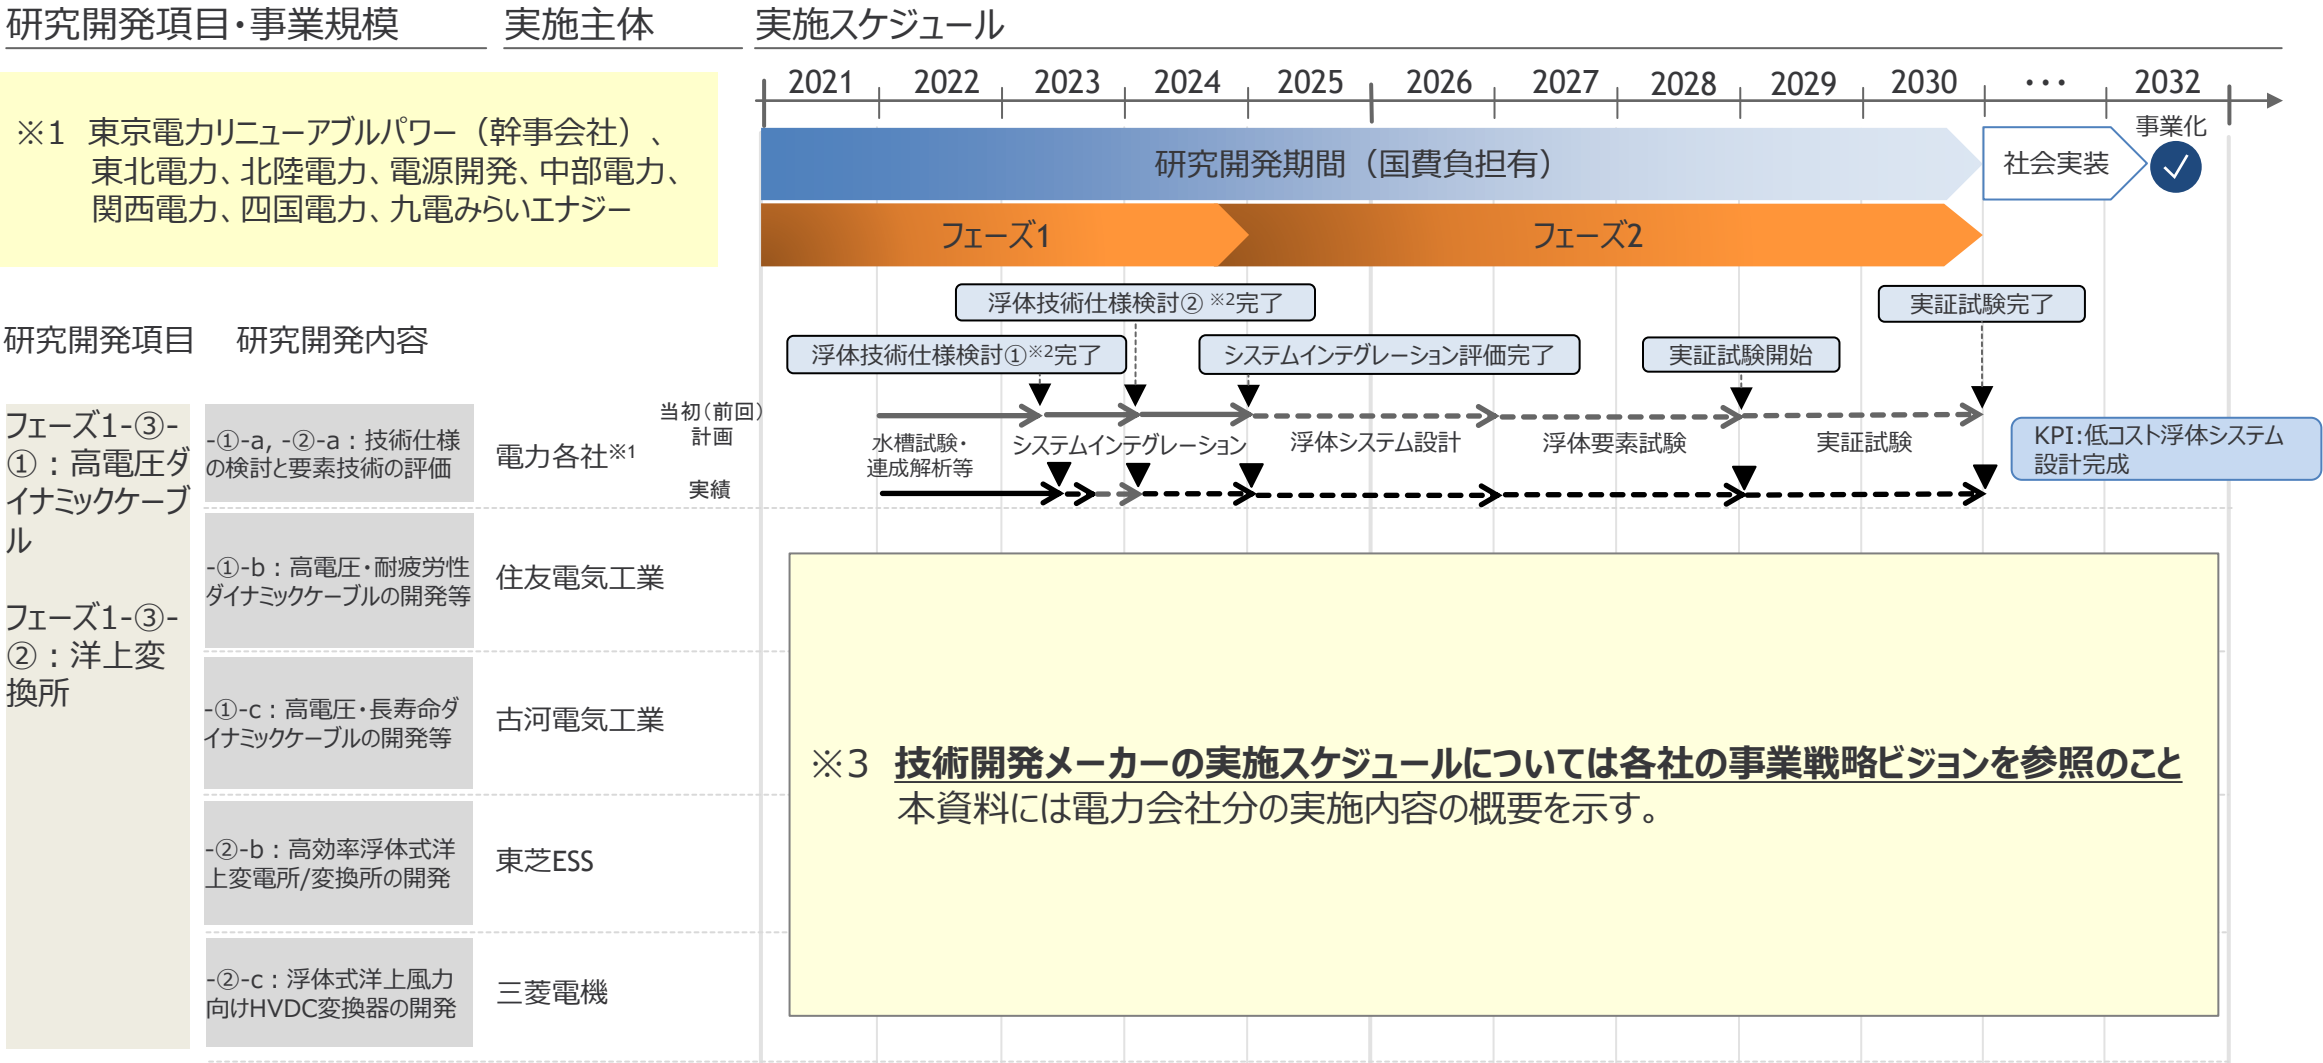 研究開発項目・事業規模
実施主体
実施スケジュール
※1 東京電力リニューアブルパワー（幹事会社）、
東北電力、北陸電力、電源開発、中部電力、
関西電力、四国電力、九電みらいエナジー
2021 2022 2023 2024 2025 2026 2027 2028 2029 2030 ・・・ 2032
事業化
研究開発期間（国費負担有）
社会実装
フェーズ1
フェーズ2
浮体技術仕様検討② ※2完了
実証試験完了
浮体技術仕様検討①※2完了
システムインテグレーション評価完了
実証試験開始
研究開発項目
研究開発内容
フェーズ1-③-
①：高電圧ダ
イナミックケーブ
ル
フェーズ1-③-
②：洋上変
換所
-①-a, -②-a：技術仕様
の検討と要素技術の評価
電力各社※1
当初（前回）
計画
実績
水槽試験・
連成解析等
システムインテグレーション
浮体システム設計
浮体要素試験
実証試験
KPI:低コスト浮体システム
設計完成
-①-b：高電圧・耐疲労性
ダイナミックケーブルの開発等
住友電気工業
-①-c：高電圧・長寿命ダ
イナミックケーブルの開発等
古河電気工業
-②-b：高効率浮体式洋
上変電所/変換所の開発
東芝ESS
-②-c：浮体式洋上風力
向けHVDC変換器の開発
三菱電機
※3 技術開発メーカーの実施スケジュールについては各社の事業戦略ビジョンを参照のこと
本資料には電力会社分の実施内容の概要を示す。